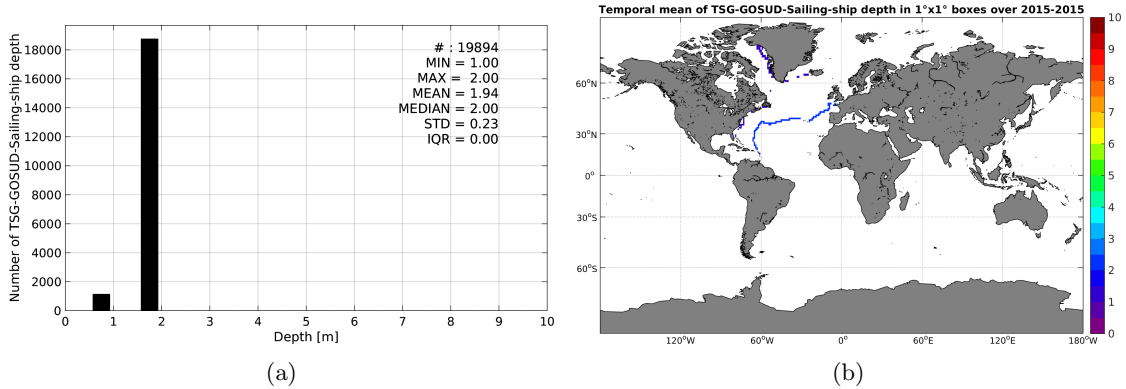 Number of TSG-GOSUD-Sailing-ship depth
18000
16000
14000
12000
10000
8000
6000
4000
2000
0
0 1 2 3 4 5 6 7 8 9 10
Depth [m]
# : 19894
MIN = 1.00
MAX = 2.00
MEAN = 1.94
MEDIAN = 2.00
STD = 0.23
IQR = 0.00
(a)
Temporal mean of TSG-GOSUD-Sailing-ship depth in 1°x1° boxes over 2015-2015
60°N
30°N
0°
30°S
60°S
120°W 60°W 0° 60°E 120°E 180°W
10
9
8
7
6
5
4
3
2
1
0
(b)